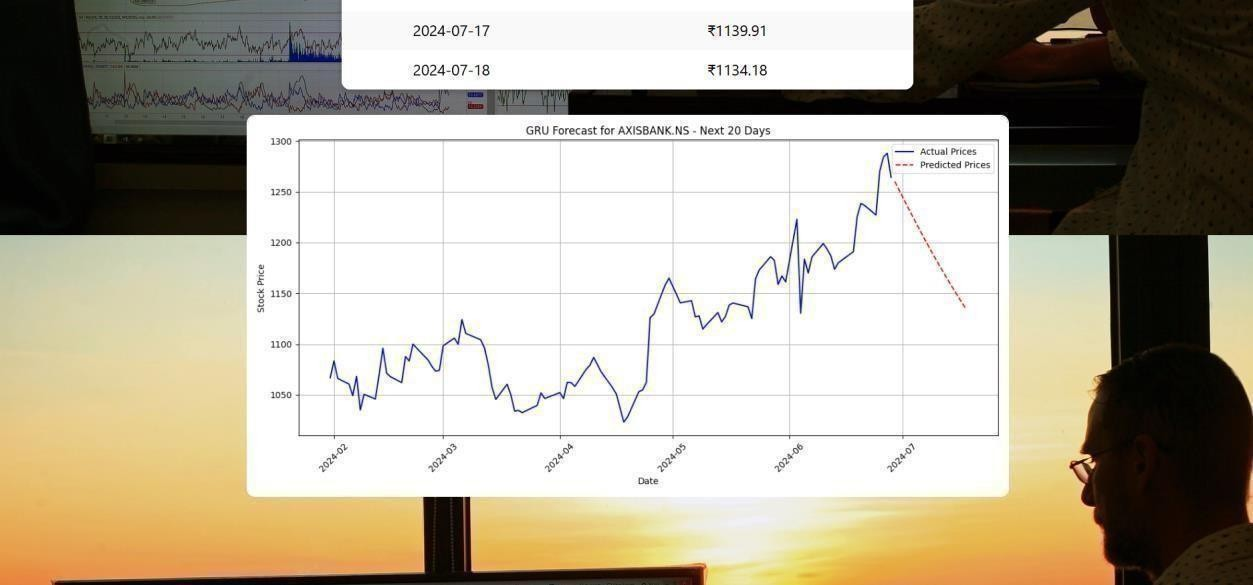 2024-07-17 ₹1139.91
2024-07-18 ₹1134.18
GRU Forecast for AXISBANK.NS - Next 20 Days
Actual Prices
Predicted Prices
Stock Price
1300
1250
1200
1150
1100
1050
2024-02 2024-03 2024-04 2024-05 2024-06 2024-07
Date